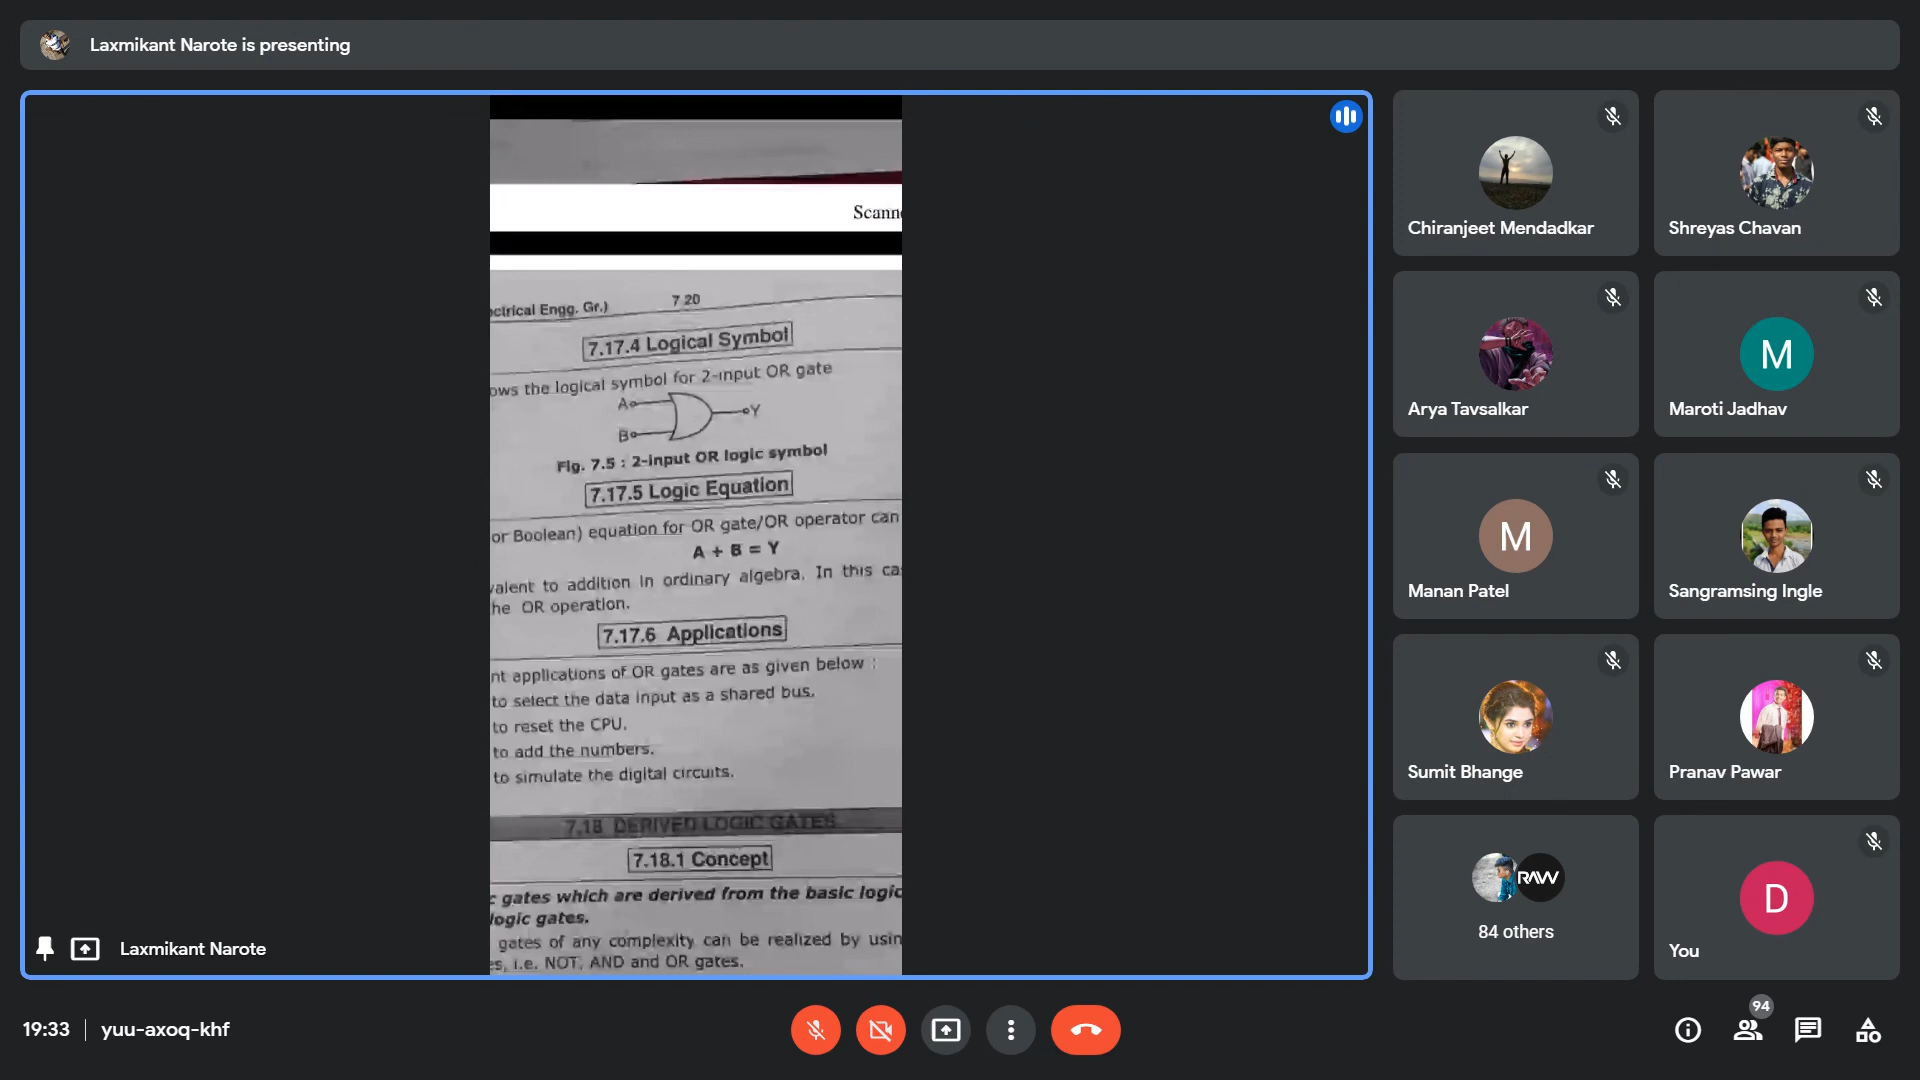 Laxmikant Narote is presenting
Scann
ectrical Engg. Gr.)
7 20
7.17.4 Logical Symbol
ows the logical symbol for 2-input OR gate
A
Y
B
Fig. 7.5 : 2-input OR logic symbol
7.17.5 Logic Equation
or Boolean) equation for OR gate/OR operator can
A + B = Y
valent to addition in ordinary algebra. In this ca
he OR operation.
7.17.6 Applications
nt applications of OR gates are as given below :
to select the data input as a shared bus.
to reset the CPU.
to add the numbers.
to simulate the digital circuits.
7.18 DERIVED LOGIC GATES
7.18.1 Concept
c gates which are derived from the basic logic
logic gates.
gates of any complexity can be realized by usin
es, i.e. NOT, AND and OR gates.
Laxmikant Narote
Chiranjeet Mendadkar
Shreyas Chavan
Arya Tavsalkar
M
Maroti Jadhav
M
Manan Patel
Sangramsing Ingle
Sumit Bhange
Pranav Pawar
RAW
84 others
D
You
19:33
yuu-axoq-khf
94